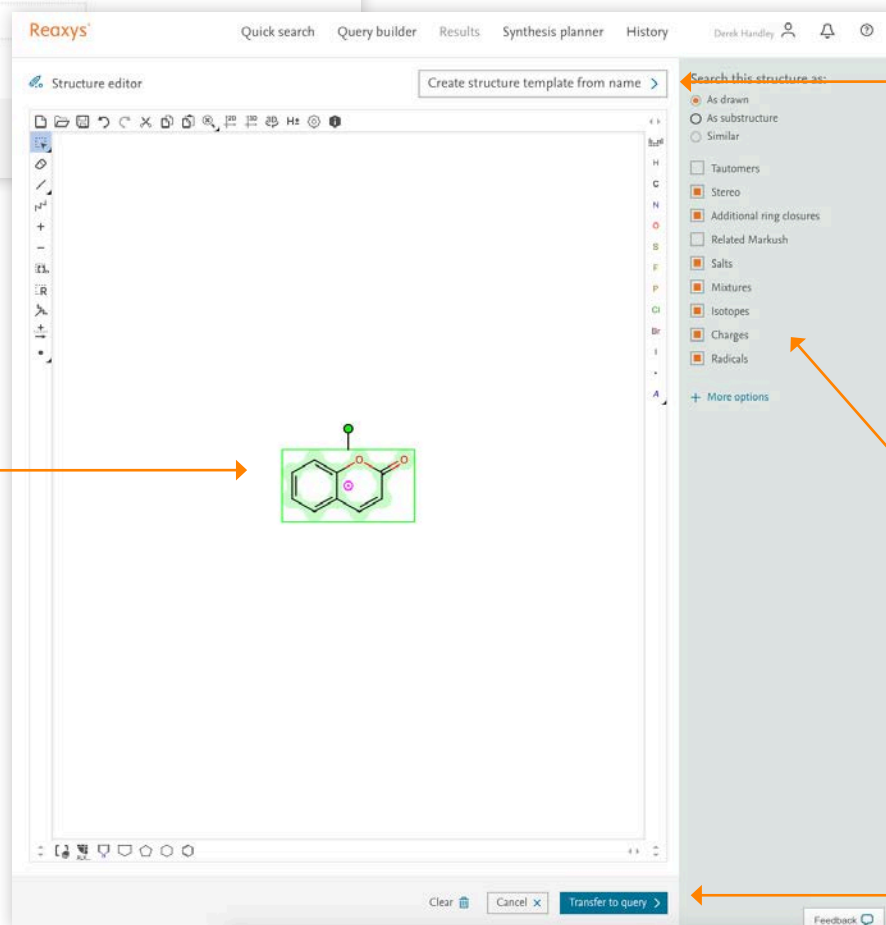 Reaxys®
Quick search Query builder Results Synthesis planner History Derek Handley
Structure editor
Create structure template from name >
Search this structure as:
As drawn
As substructure
Similar
Tautomers
Stereo
Additional ring closures
Related Markush
Salts
Mixtures
Isotopes
Charges
Radicals
+ More options
2D 3D H±
H
C
N
O
S
F
P
Cl
Br
I
A
R
O O
Clear Cancel × Transfer to query >
Feedback